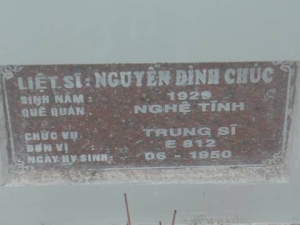 LIỆT SĨ: NGUYỄN ĐÌNH CHÚC
SINH NĂM : 1929
QUÊ QUÁN : NGHỆ TĨNH
CHỨC VỤ : TRUNG SĨ
ĐƠN VỊ : E 812
NGÀY HY SINH: 06 - 1950